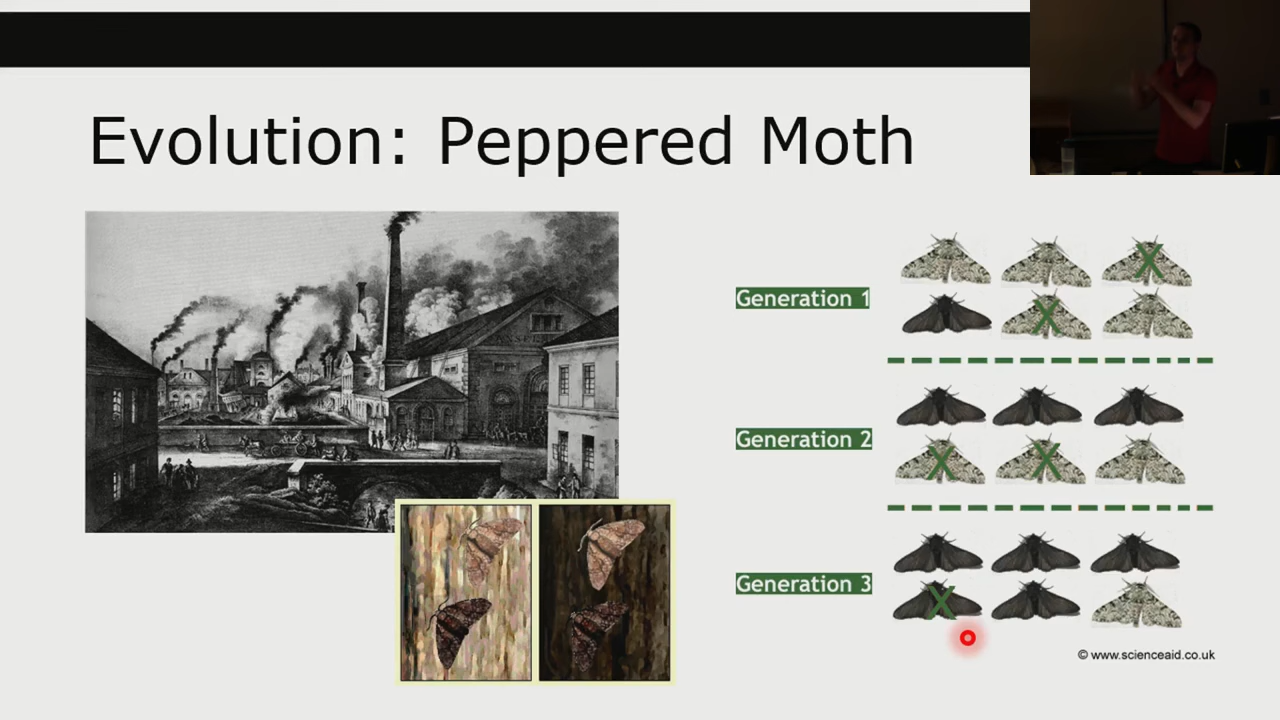 Evolution: Peppered Moth
Generation 1
X
X
Generation 2
X
X
Generation 3
X
© www.scienceaid.co.uk